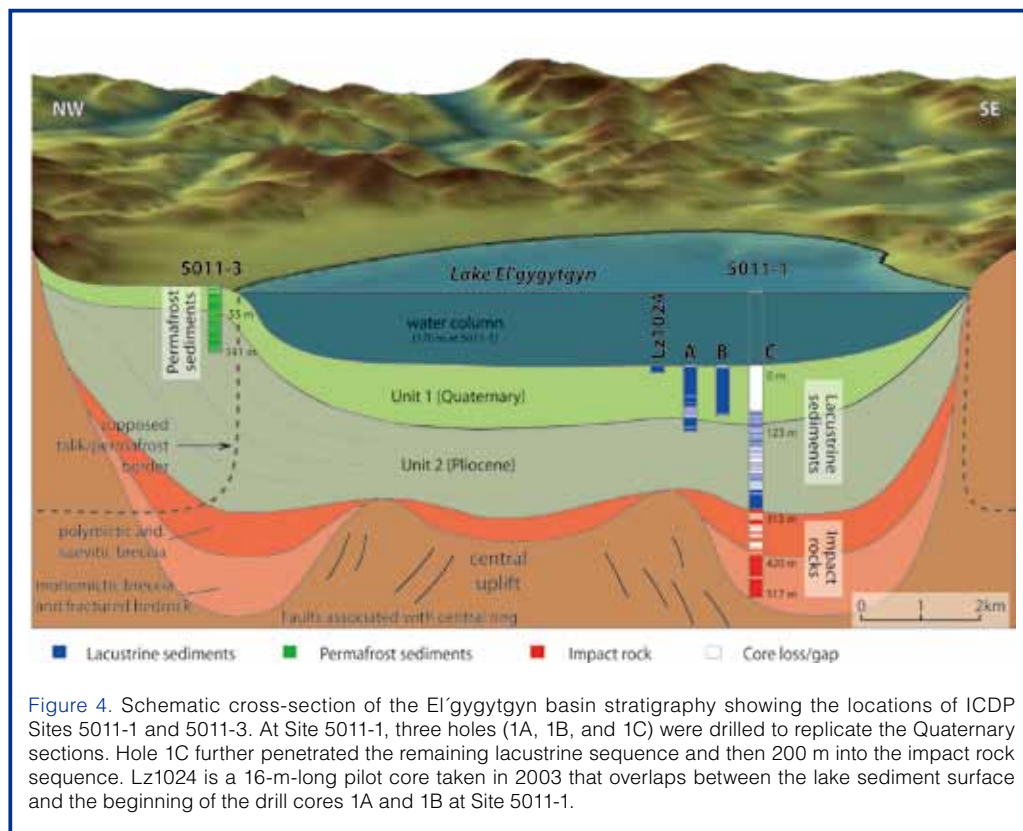 NW
SE
5011-3
5011-1
Lake El'gygytgyn
Permafrost
sediments
55 m
141 m
water column
(170 m at 5011-1)
Lz1024
A
B
C
0 m
Unit 1 (Quaternary)
123 m
Lacustrine
sediments
supposed
talik/permafrost
border
Unit 2 (Pliocene)
polymictic and
suevitic breccia
monomictic breccia
and fractured bedrock
central
uplift
Faults associated with central ring
420 m
517 m
Impact
rocks
0 1 2km
Lacustrine sediments Permafrost sediments Impact rock Core loss/gap
Figure 4. Schematic cross-section of the El´gygytgyn basin stratigraphy showing the locations of ICDP
Sites 5011-1 and 5011-3. At Site 5011-1, three holes (1A, 1B, and 1C) were drilled to replicate the Quaternary
sections. Hole 1C further penetrated the remaining lacustrine sequence and then 200 m into the impact rock
sequence. Lz1024 is a 16-m-long pilot core taken in 2003 that overlaps between the lake sediment surface
and the beginning of the drill cores 1A and 1B at Site 5011-1.